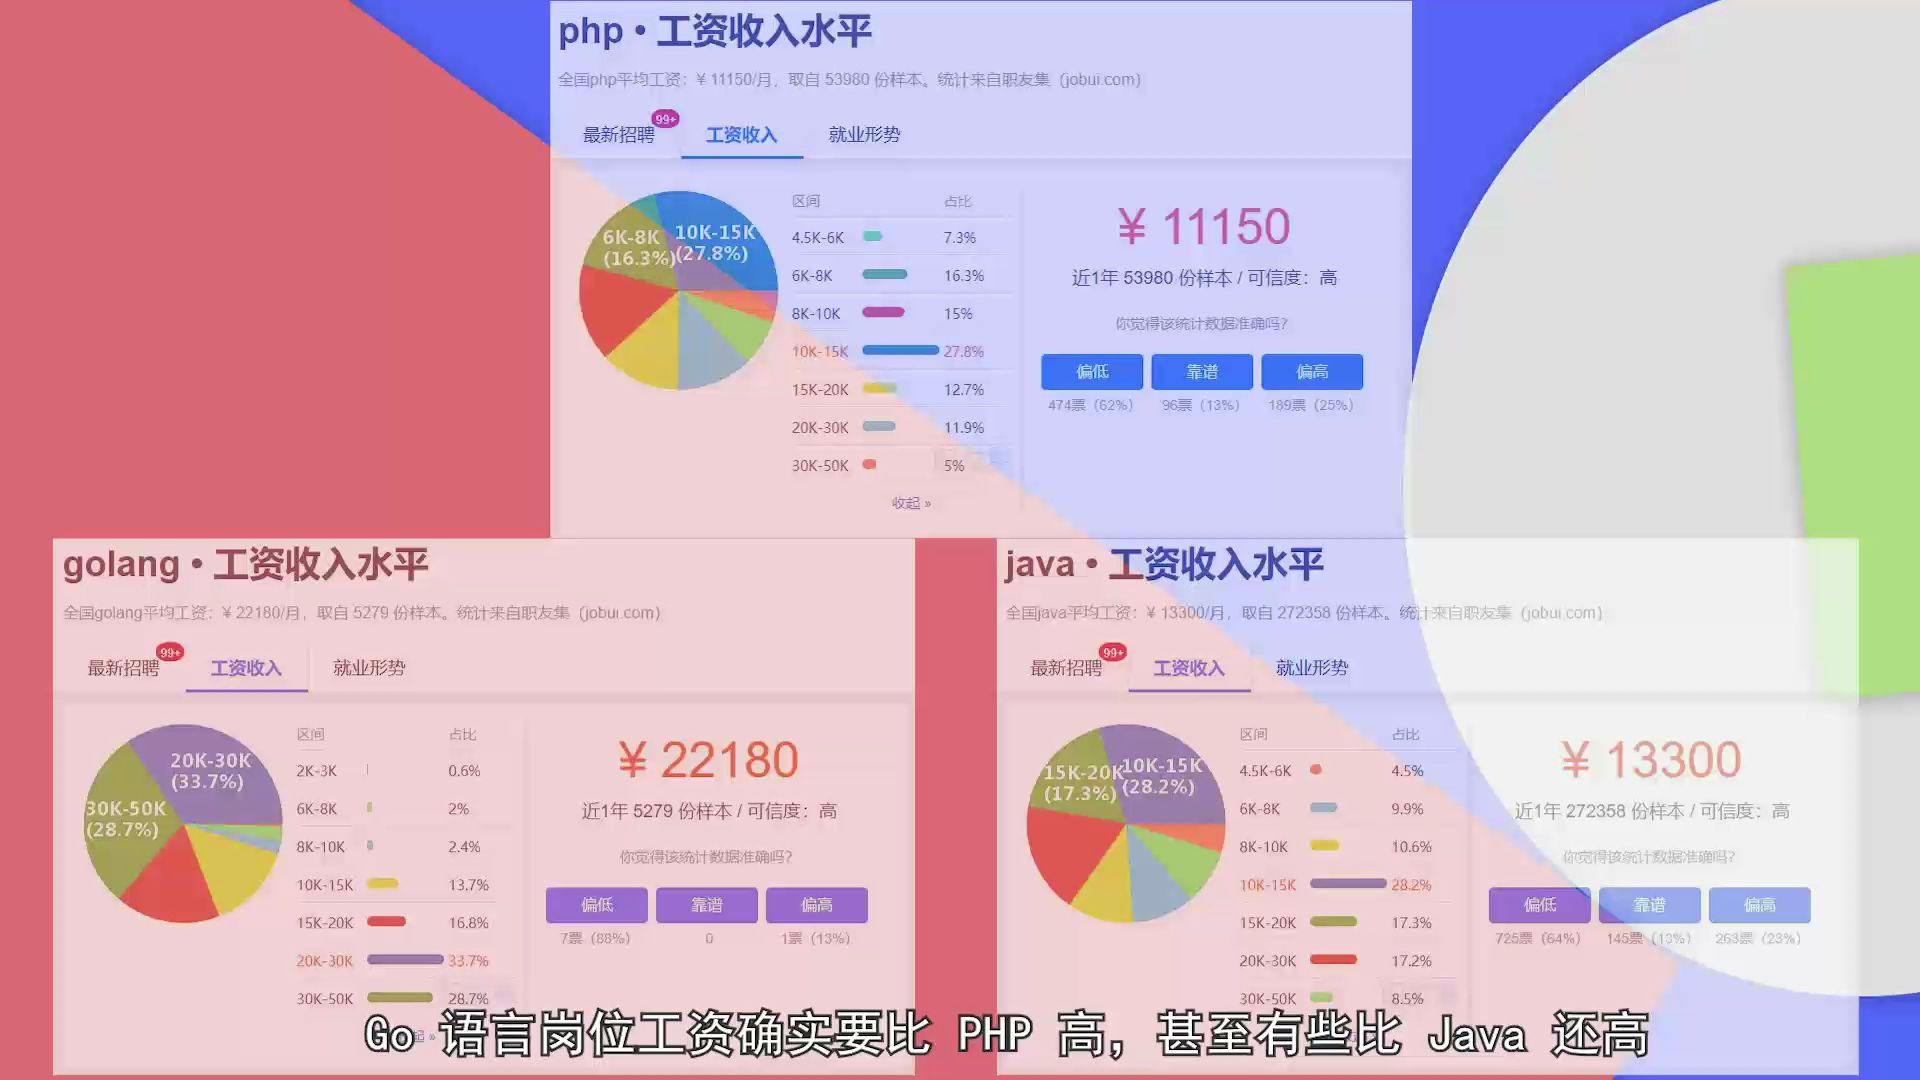 php • 工资收入水平
全国php平均工资：¥ 11150/月，取自 53980 份样本。统计来自职友集（jobui.com）
最新招聘 99+ 工资收入 就业形势
6K-8K (16.3%)
10K-15K (27.8%)
区间 占比
4.5K-6K 7.3%
6K-8K 16.3%
8K-10K 15%
10K-15K 27.8%
15K-20K 12.7%
20K-30K 11.9%
30K-50K 5%
收起 »
¥ 11150
近1年 53980 份样本 / 可信度：高
你觉得该统计数据准确吗?
偏低 靠谱 偏高
474票（62%） 96票（13%） 189票（25%）
golang • 工资收入水平
全国golang平均工资：¥ 22180/月，取自 5279 份样本。统计来自职友集（jobui.com）
最新招聘 99+ 工资收入 就业形势
20K-30K (33.7%)
30K-50K (28.7%)
区间 占比
2K-3K 0.6%
6K-8K 2%
8K-10K 2.4%
10K-15K 13.7%
15K-20K 16.8%
20K-30K 33.7%
30K-50K 28.7%
¥ 22180
近1年 5279 份样本 / 可信度：高
你觉得该统计数据准确吗?
偏低 靠谱 偏高
7票（88%） 0 1票（13%）
java • 工资收入水平
全国java平均工资：¥ 13300/月，取自 272358 份样本。统计来自职友集（jobui.com）
最新招聘 99+ 工资收入 就业形势
15K-20K (17.3%)
10K-15K (28.2%)
区间 占比
4.5K-6K 4.5%
6K-8K 9.9%
8K-10K 10.6%
10K-15K 28.2%
15K-20K 17.3%
20K-30K 17.2%
30K-50K 8.5%
¥ 13300
近1年 272358 份样本 / 可信度：高
你觉得该统计数据准确吗?
偏低 靠谱 偏高
725票（64%） 145票（13%） 263票（23%）
Go 语言岗位工资确实要比 PHP 高，甚至有些比 Java 还高